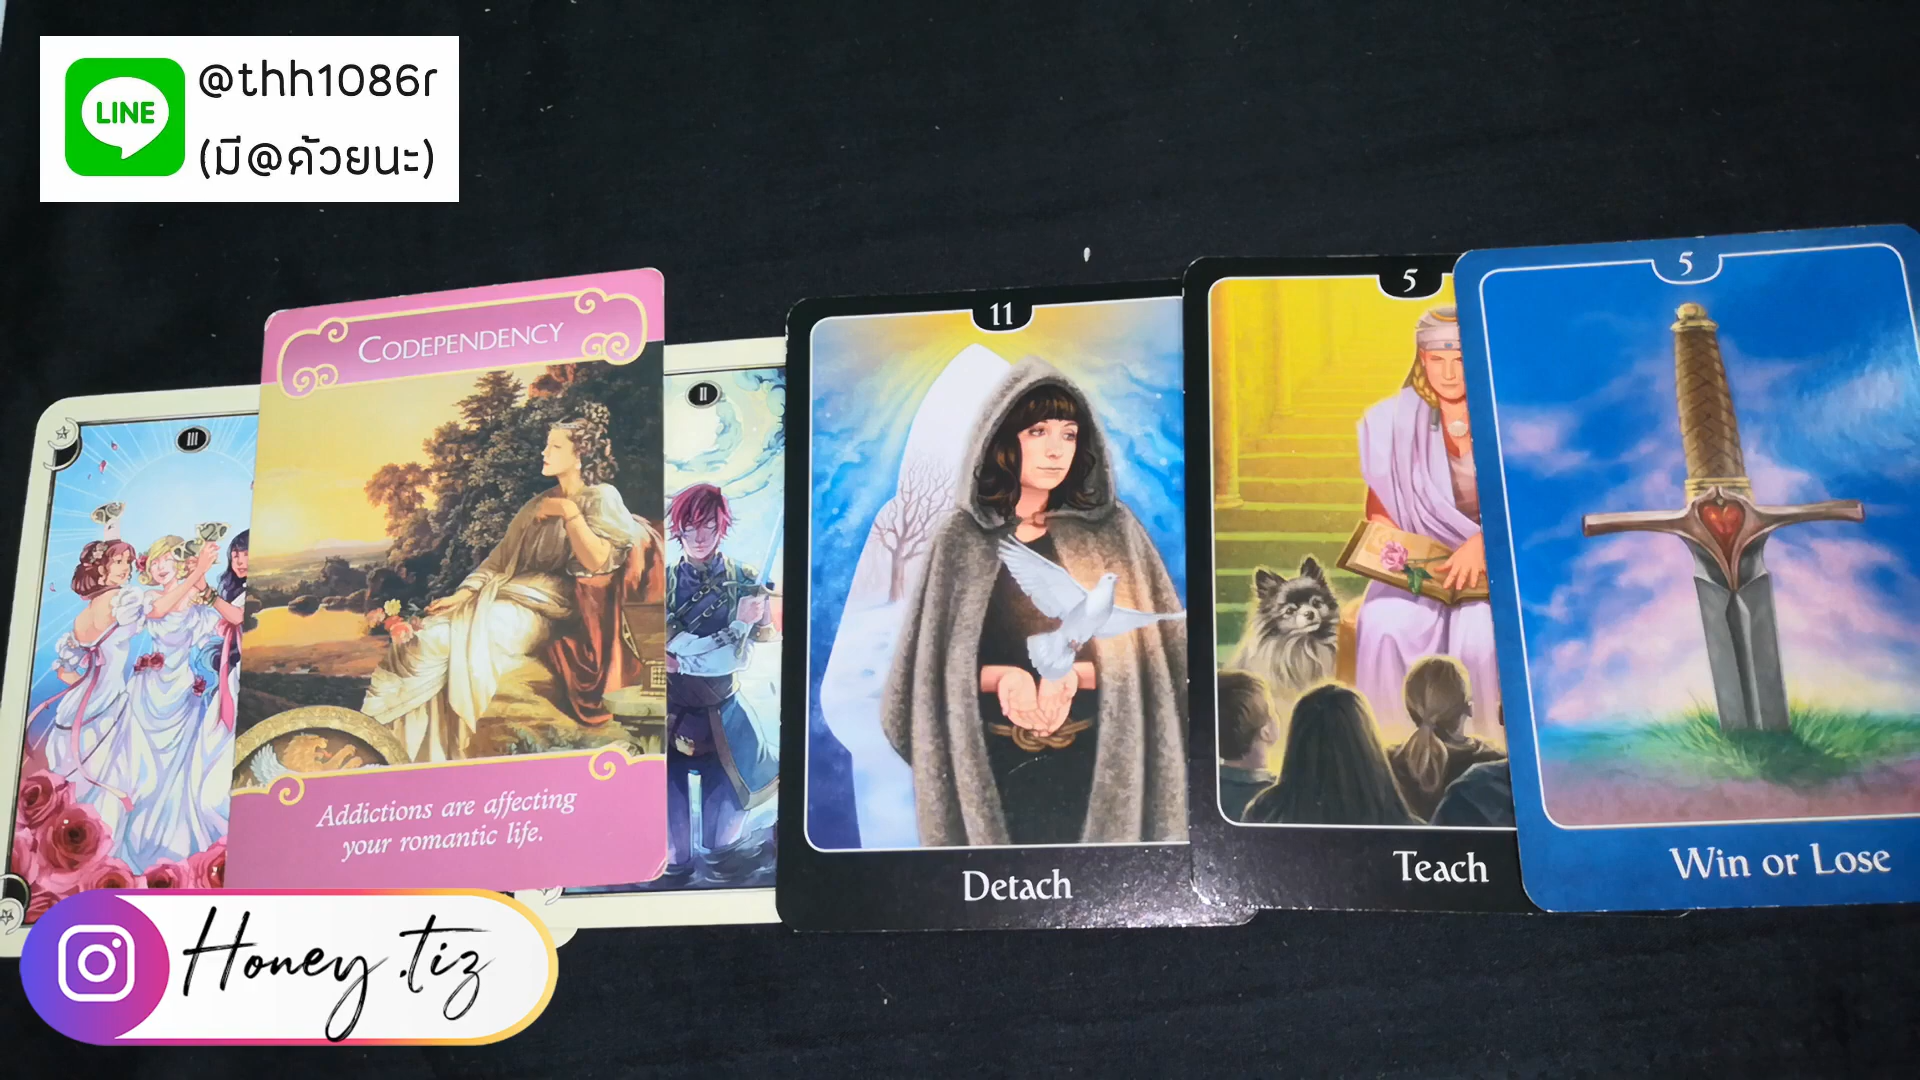 LINE
@thh1086r
(มี@ด้วยนะ)
III
CODEPENDENCY
Addictions are affecting
your romantic life.
II
11
Detach
5
Teach
5
Win or Lose
Honey.tiz